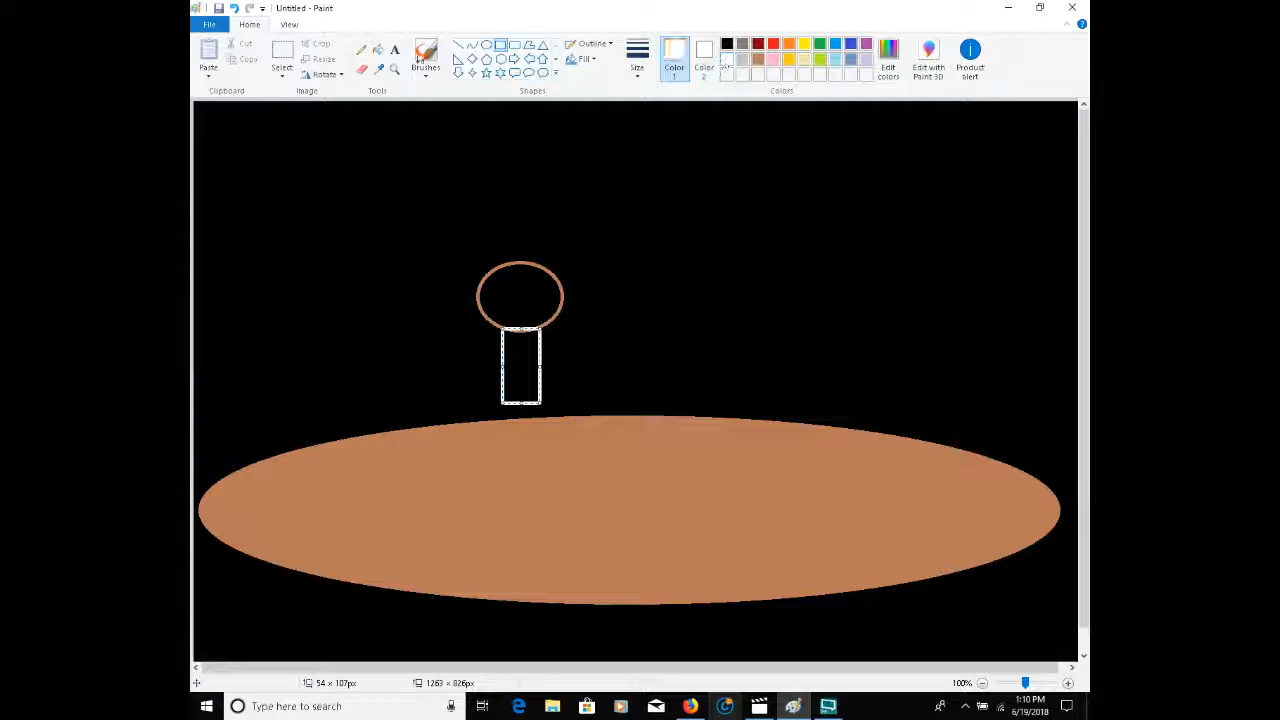 Untitled - Paint
File Home View
Paste
Cut
Copy
Clipboard
Select
Crop
Resize
Rotate
Image
A
Tools
Brushes
Outline
Fill
Shapes
Size
Color 1
Color 2
Edit colors
Colors
Edit with Paint 3D
Product alert
54 × 107px
1263 × 826px
100%
Type here to search
1:10 PM
6/19/2018